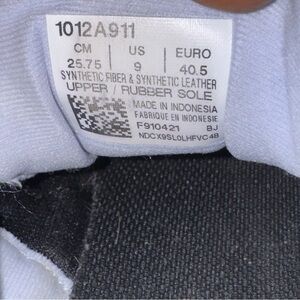 1012A911
CM US EURO
25.75 9 40.5
SYNTHETIC FIBER & SYNTHETIC LEATHER
UPPER / RUBBER SOLE
MADE IN INDONESIA
FABRIQUE EN INDONESIE
F910421 BJ
NDCX9SL0LHFVC4B